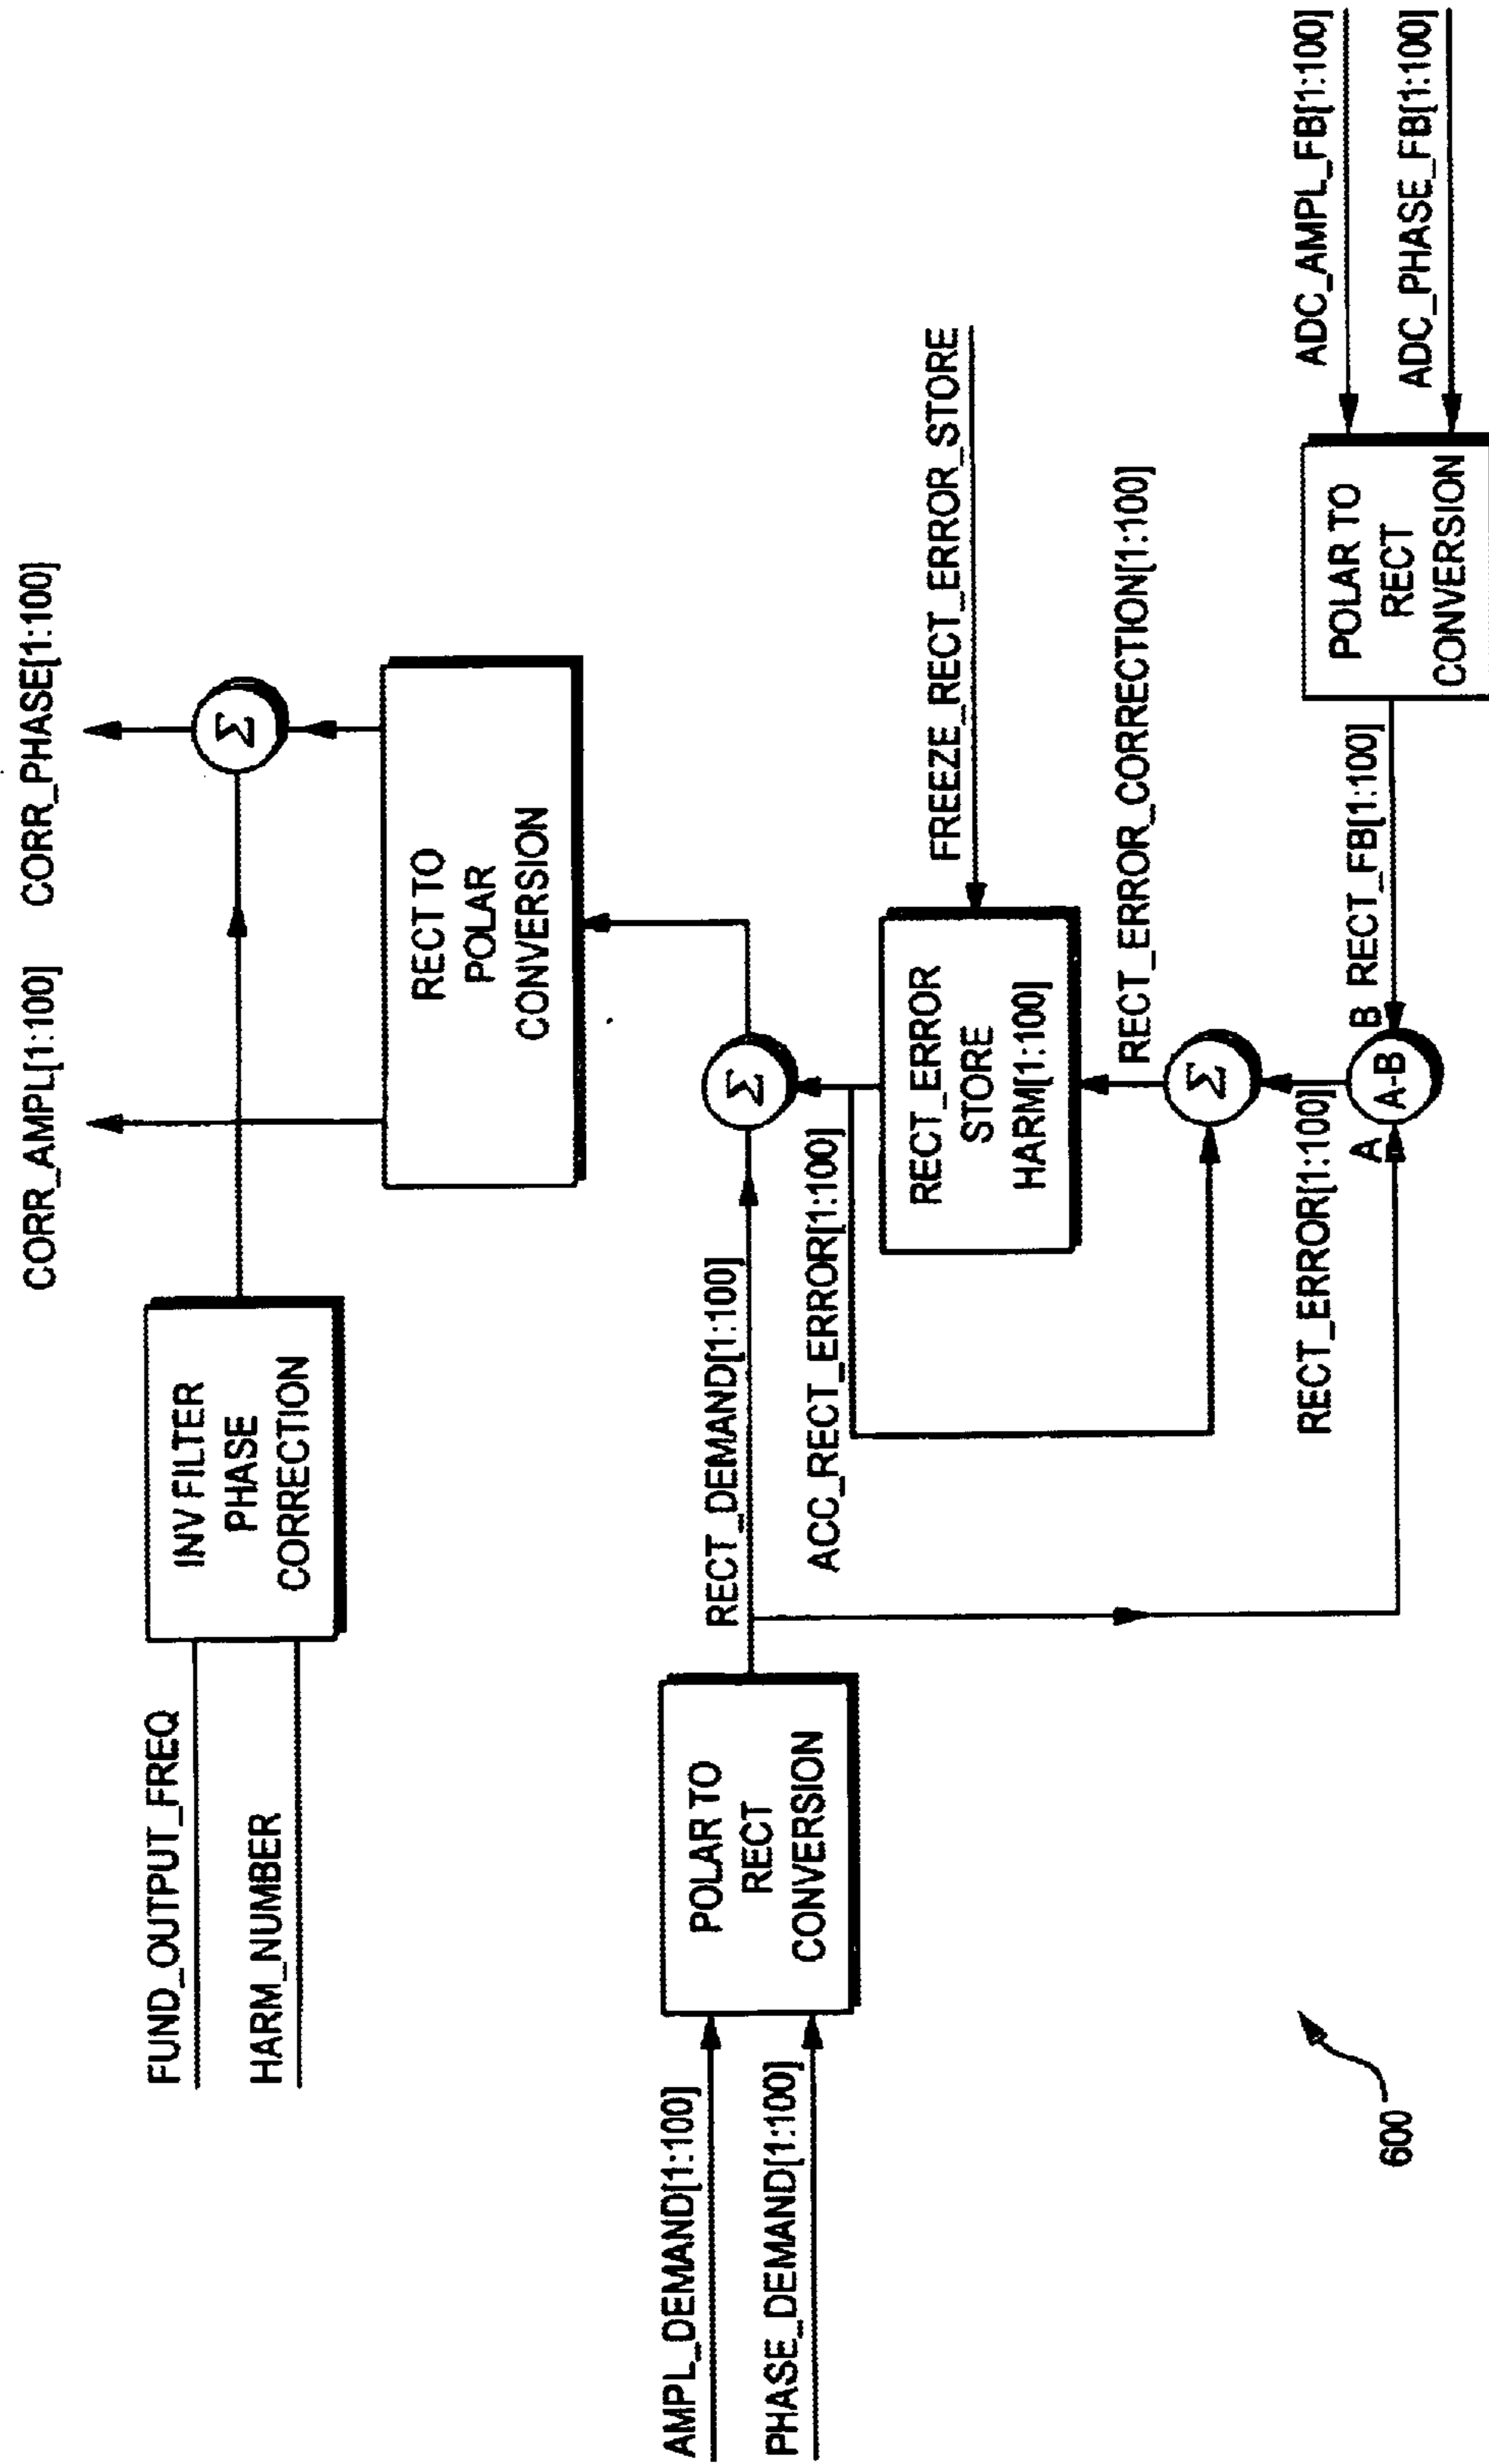 CORR_AMPL[1:100]
CORR_PHASE[1:100]
FUND_OUTPUT_FREQ
HARM_NUMBER
INV FILTER
PHASE
CORRECTION
Σ
RECT TO
POLAR
CONVERSION
AMPL_DEMAND[1:100]
PHASE_DEMAND[1:100]
POLAR TO
RECT
CONVERSION
RECT_DEMAND[1:100]
Σ
ACC_RECT_ERROR[1:100]
RECT_ERROR
STORE
HARM[1:100]
FREEZE_RECT_ERROR_STORE
RECT_ERROR_CORRECTION[1:100]
Σ
RECT_ERROR[1:100]
A
A-B
B
RECT_FB[1:100]
POLAR TO
RECT
CONVERSION
ADC_AMPL_FB[1:100]
ADC_PHASE_FB[1:100]
600